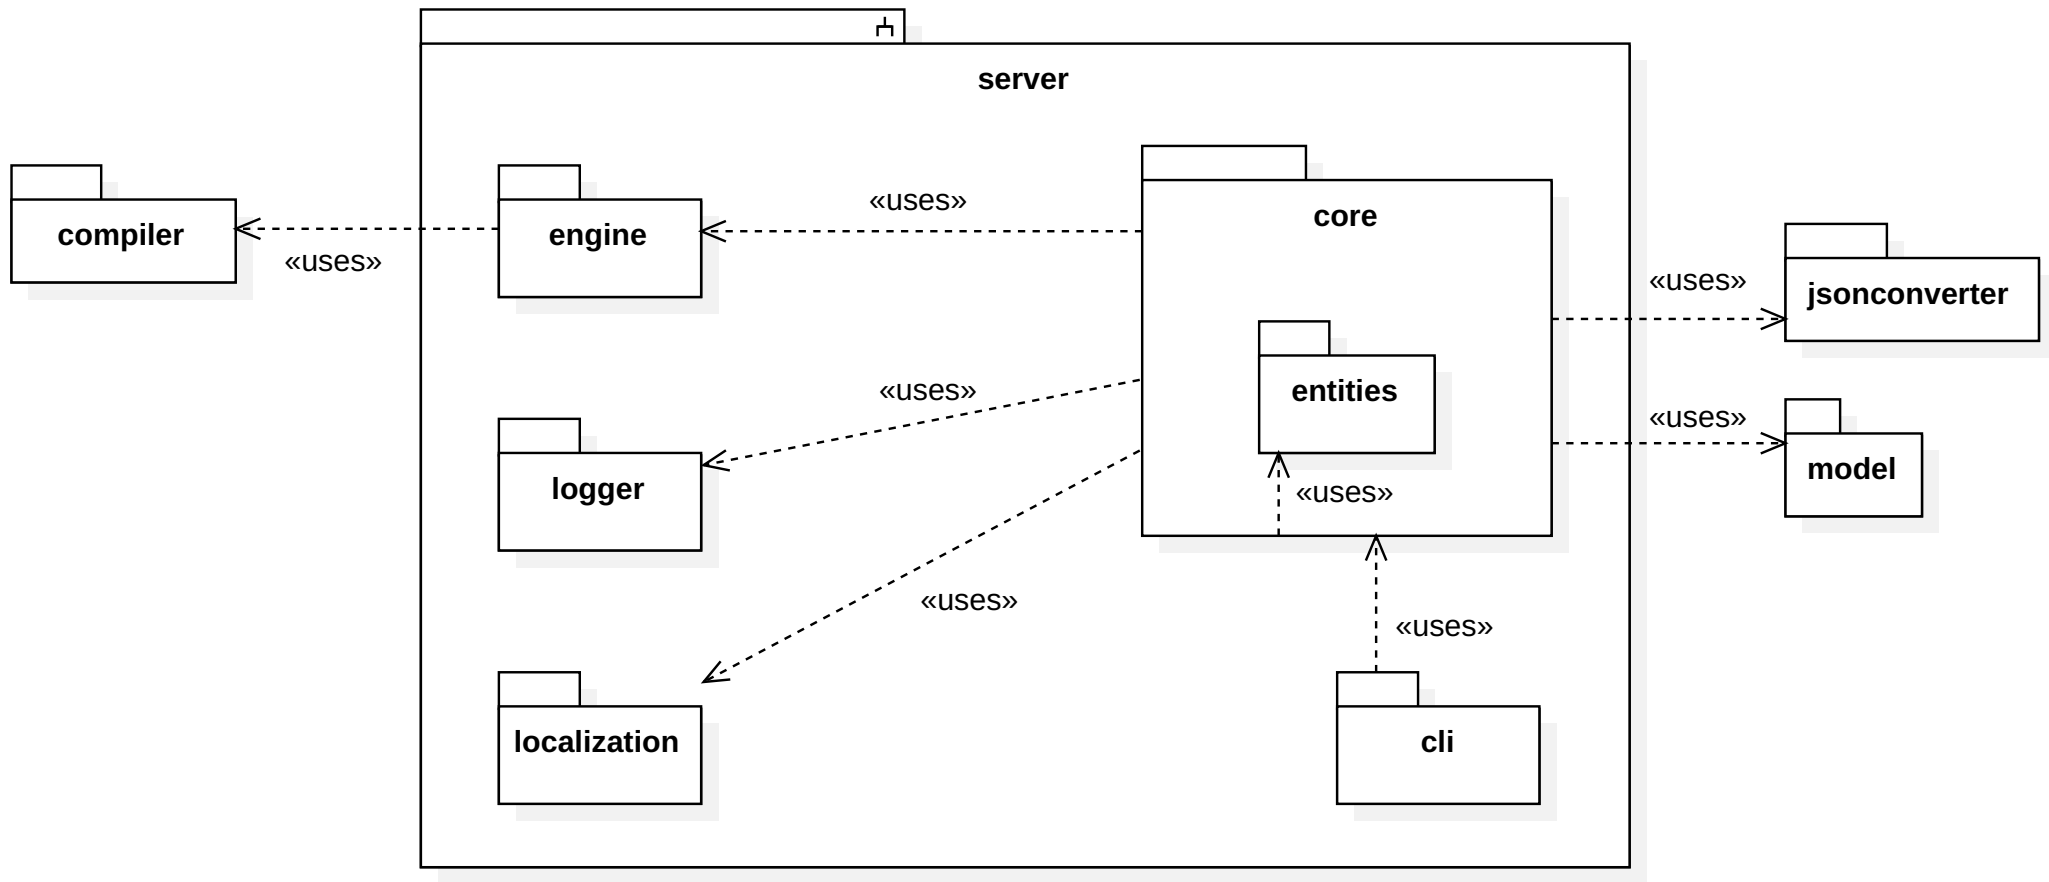 server
compiler
«uses»
engine
«uses»
core
«uses»
jsonconverter
entities
«uses»
logger
«uses»
model
«uses»
«uses»
localization
«uses»
cli